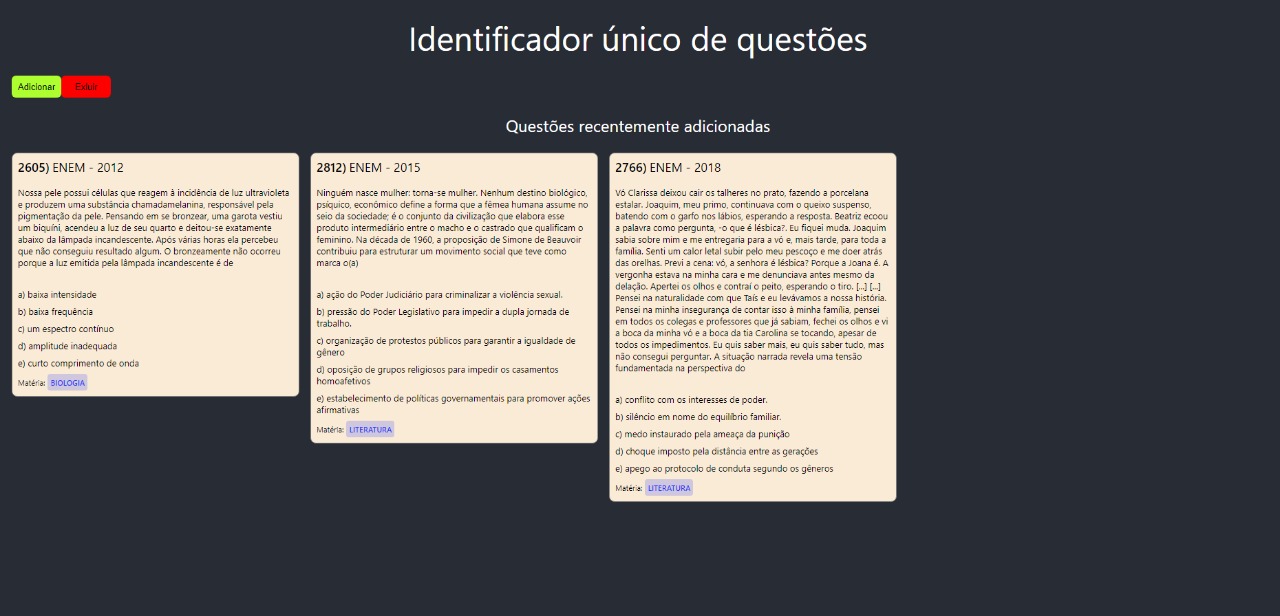 Identificador único de questões
Adicionar
Exluir
Questões recentemente adicionadas
2605) ENEM - 2012
Nossa pele possui células que reagem à incidência de luz ultravioleta
e produzem uma substância chamadamelanina, responsável pela
pigmentação da pele. Pensando em se bronzear, uma garota vestiu
um biquíni, acendeu a luz de seu quarto e deitou-se exatamente
abaixo da lâmpada incandescente. Após várias horas ela percebeu
que não conseguiu resultado algum. O bronzeamento não ocorreu
porque a luz emitida pela lâmpada incandescente é de
a) baixa intensidade
b) baixa frequência
c) um espectro contínuo
d) amplitude inadequada
e) curto comprimento de onda
Matéria: BIOLOGIA
2812) ENEM - 2015
Ninguém nasce mulher: torna-se mulher. Nenhum destino biológico,
psíquico, econômico define a forma que a fêmea humana assume no
seio da sociedade; é o conjunto da civilização que elabora esse
produto intermediário entre o macho e o castrado que qualificam o
feminino. Na década de 1960, a proposição de Simone de Beauvoir
contribuiu para estruturar um movimento social que teve como
marca o(a)
a) ação do Poder Judiciário para criminalizar a violência sexual.
b) pressão do Poder Legislativo para impedir a dupla jornada de
trabalho.
c) organização de protestos públicos para garantir a igualdade de
gênero
d) oposição de grupos religiosos para impedir os casamentos
homoafetivos
e) estabelecimento de políticas governamentais para promover ações
afirmativas
Matéria: LITERATURA
2766) ENEM - 2018
Vó Clarissa deixou cair os talheres no prato, fazendo a porcelana
estalar. Joaquim, meu primo, continuava com o queixo suspenso,
batendo com o garfo nos lábios, esperando a resposta. Beatriz ecoou
a palavra como pergunta, -o que é lésbica?. Eu fiquei muda. Joaquim
sabia sobre mim e me entregaria para a vó e, mais tarde, para toda a
família. Senti um calor letal subir pelo meu pescoço e me doer atrás
das orelhas. Previ a cena: vó, a senhora é lésbica? Porque a Joana é. A
vergonha estava na minha cara e me denunciava antes mesmo da
delação. Apertei os olhos e contraí o peito, esperando o tiro. [...] [...]
Pensei na naturalidade com que Taís e eu levávamos a nossa história.
Pensei na minha insegurança de contar isso à minha família, pensei
em todos os colegas e professores que já sabiam, fechei os olhos e vi
a boca da minha vó e a boca da tia Carolina se tocando, apesar de
todos os impedimentos. Eu quis saber mais, eu quis saber tudo, mas
não consegui perguntar. A situação narrada revela uma tensão
fundamentada na perspectiva do
a) conflito com os interesses de poder.
b) silêncio em nome do equilíbrio familiar.
c) medo instaurado pela ameaça da punição
d) choque imposto pela distância entre as gerações
e) apego ao protocolo de conduta segundo os gêneros
Matéria: LITERATURA